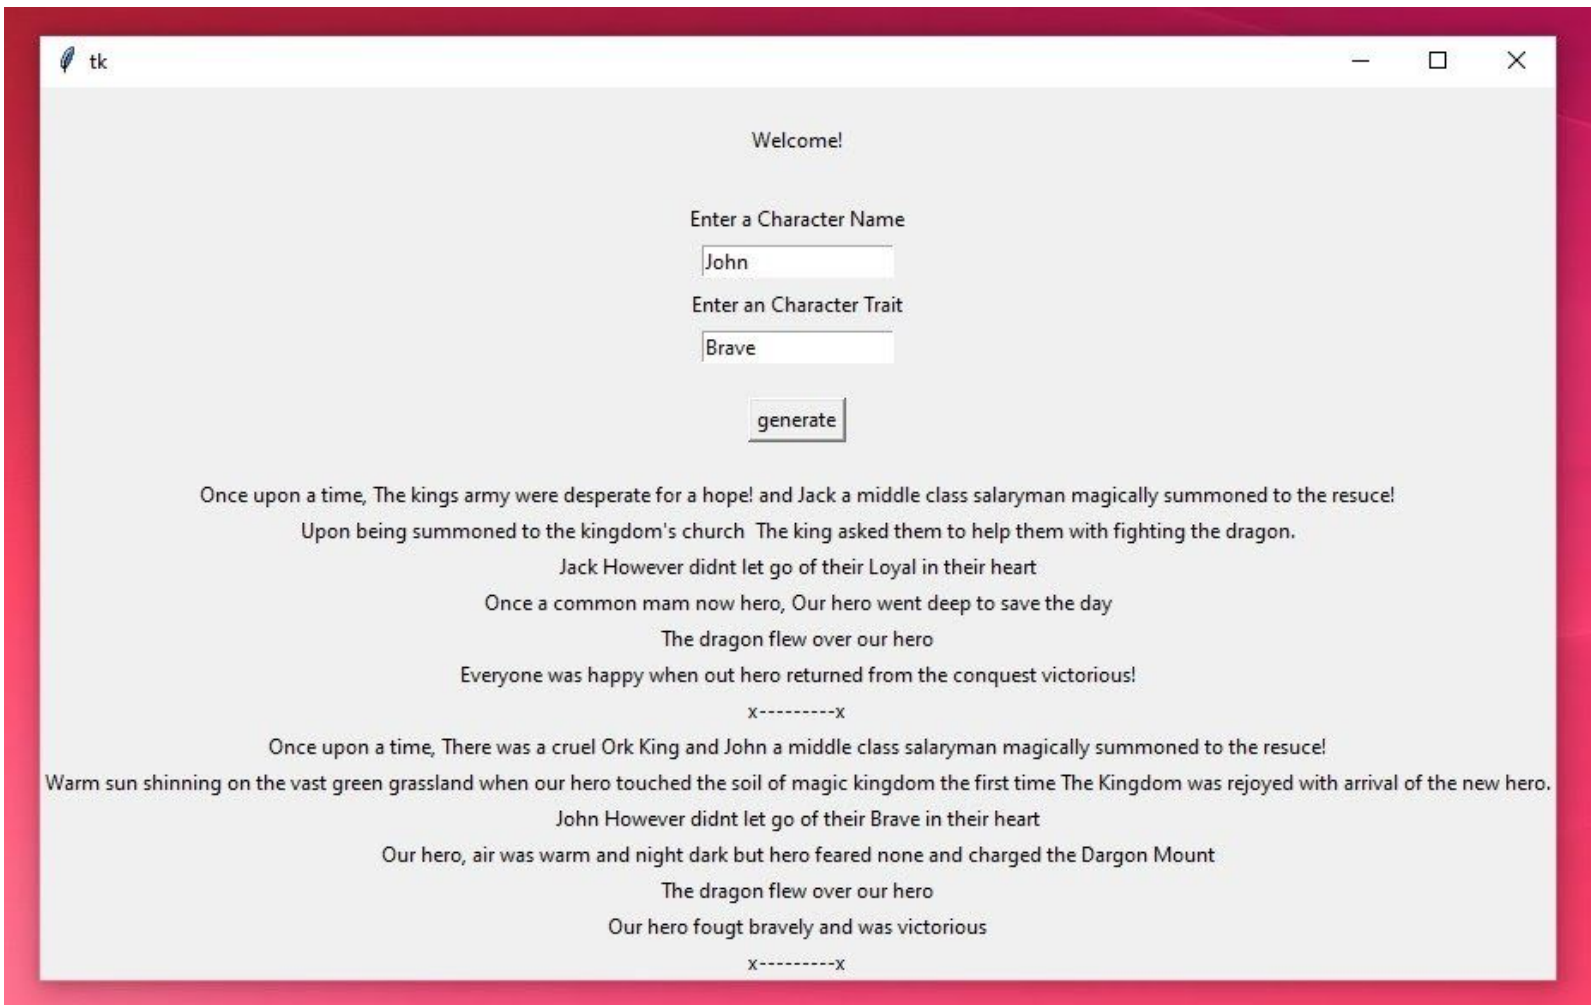 tk
Welcome!
Enter a Character Name
John
Enter an Character Trait
Brave
generate
Once upon a time, The kings army were desperate for a hope! and Jack a middle class salaryman magically summoned to the resuce!
Upon being summoned to the kingdom's church  The king asked them to help them with fighting the dragon.
Jack However didnt let go of their Loyal in their heart
Once a common mam now hero, Our hero went deep to save the day
The dragon flew over our hero
Everyone was happy when out hero returned from the conquest victorious!
x---------x
Once upon a time, There was a cruel Ork King and John a middle class salaryman magically summoned to the resuce!
Warm sun shinning on the vast green grassland when our hero touched the soil of magic kingdom the first time The Kingdom was rejoyed with arrival of the new hero.
John However didnt let go of their Brave in their heart
Our hero, air was warm and night dark but hero feared none and charged the Dargon Mount
The dragon flew over our hero
Our hero fougt bravely and was victorious
x---------x